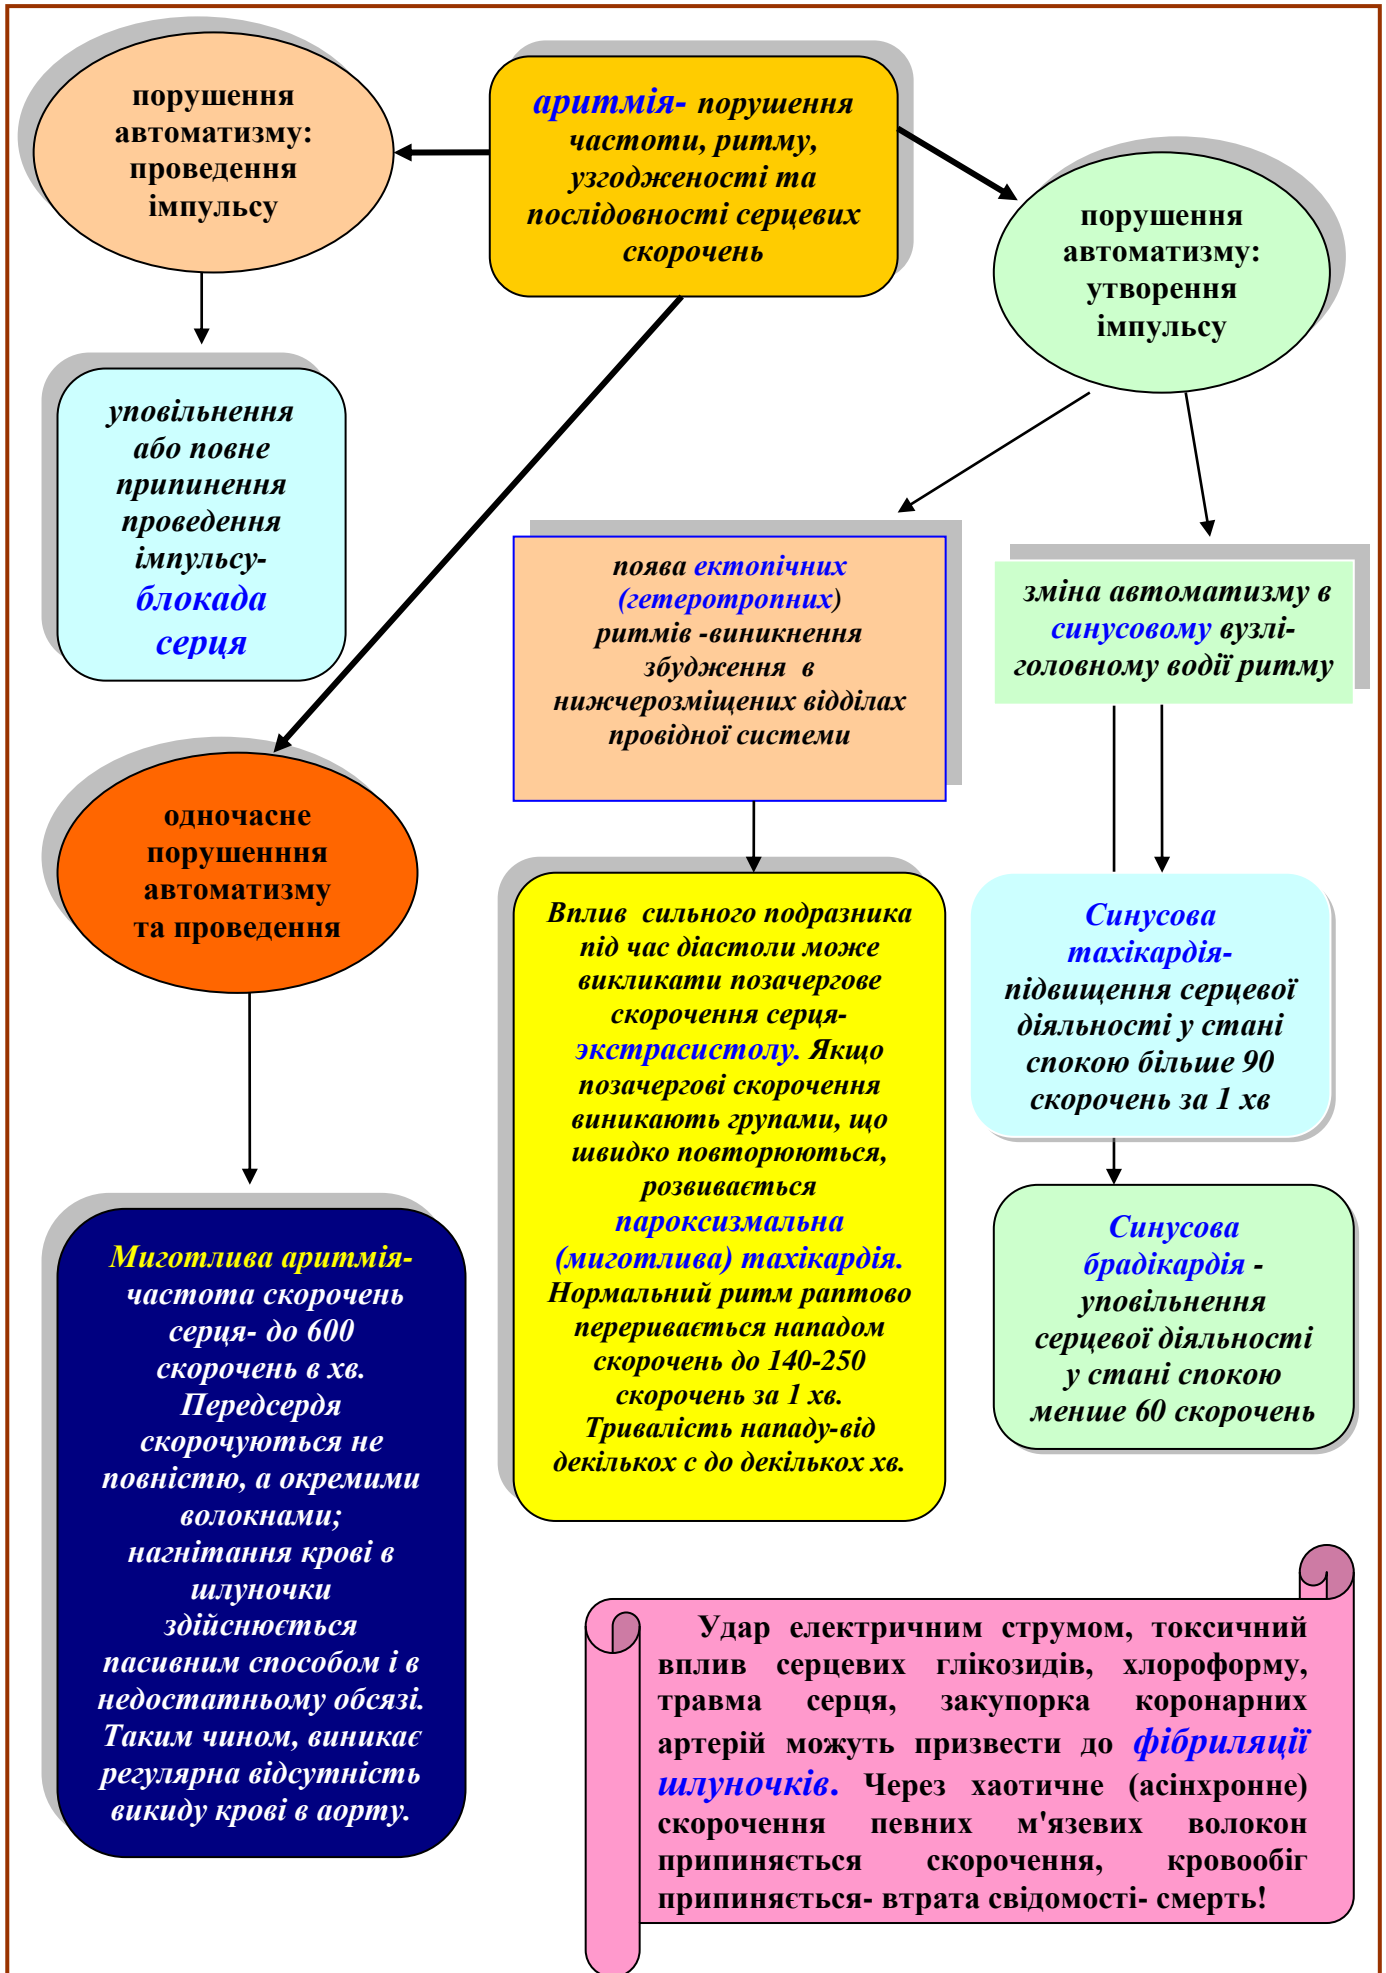 порушення
автоматизму:
проведення
імпульсу
аритмія- порушення
частоти, ритму,
узгодженості та
послідовності серцевих
скорочень
порушення
автоматизму:
утворення
імпульсу
уповільнення
або повне
припинення
проведення
імпульсу-
блокада
серця
поява ектопічних
(гетеротропних)
ритмів -виникнення
збудження в
нижчерозміщених відділах
провідної системи
зміна автоматизму в
синусовому вузлі-
головному водії ритму
одночасне
порушенння
автоматизму
та проведення
Вплив сильного подразника
під час діастоли може
викликати позачергове
скорочення серця-
экстрасистолу. Якщо
позачергові скорочення
виникають групами, що
швидко повторюються,
розвивається
пароксизмальна
(миготлива) тахікардія.
Нормальний ритм раптово
переривається нападом
скорочень до 140-250
скорочень за 1 хв.
Тривалість нападу-від
декількох с до декількох хв.
Синусова
тахікардія-
підвищення серцевої
діяльності у стані
спокою більше 90
скорочень за 1 хв
Синусова
брадікардія -
уповільнення
серцевої діяльності
у стані спокою
менше 60 скорочень
Миготлива аритмія-
частота скорочень
серця- до 600
скорочень в хв.
Передсердя
скорочуються не
повністю, а окремими
волокнами;
нагнітання крові в
шлуночки
здійснюється
пасивним способом і в
недостатньому обсязі.
Таким чином, виникає
регулярна відсутність
викиду крові в аорту.
Удар електричним струмом, токсичний
вплив серцевих глікозидів, хлороформу,
травма серця, закупорка коронарних
артерій можуть призвести до фібриляції
шлуночків. Через хаотичне (асінхронне)
скорочення певних м'язевих волокон
припиняється скорочення, кровообіг
припиняється- втрата свідомості- смерть!